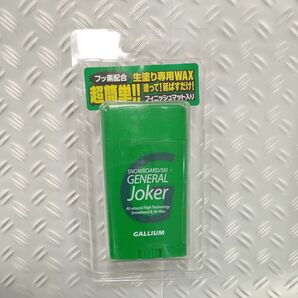 フッ素配合
生塗り専用WAX
超簡単!!
塗って!延ばすだけ!
フィニッシュマット入り
SNOWBOARD/SKI
GENERAL
Joker
All-around High Technology
Snowboard & Ski Wax
GALLIUM